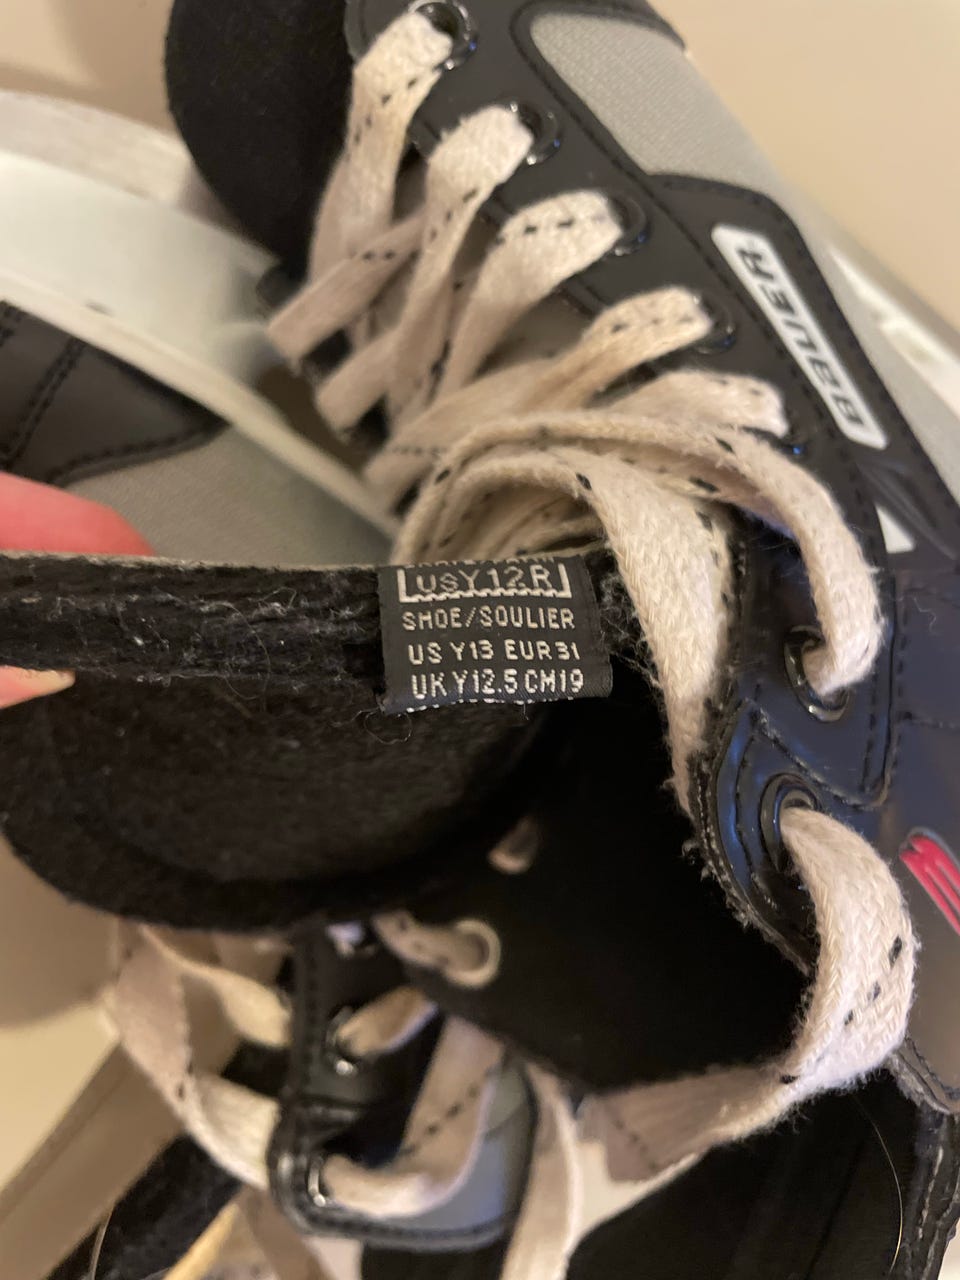 BAUER
USY12R
SHOE/SOULIER
US Y13 EUR31
UK Y12.5 CM19